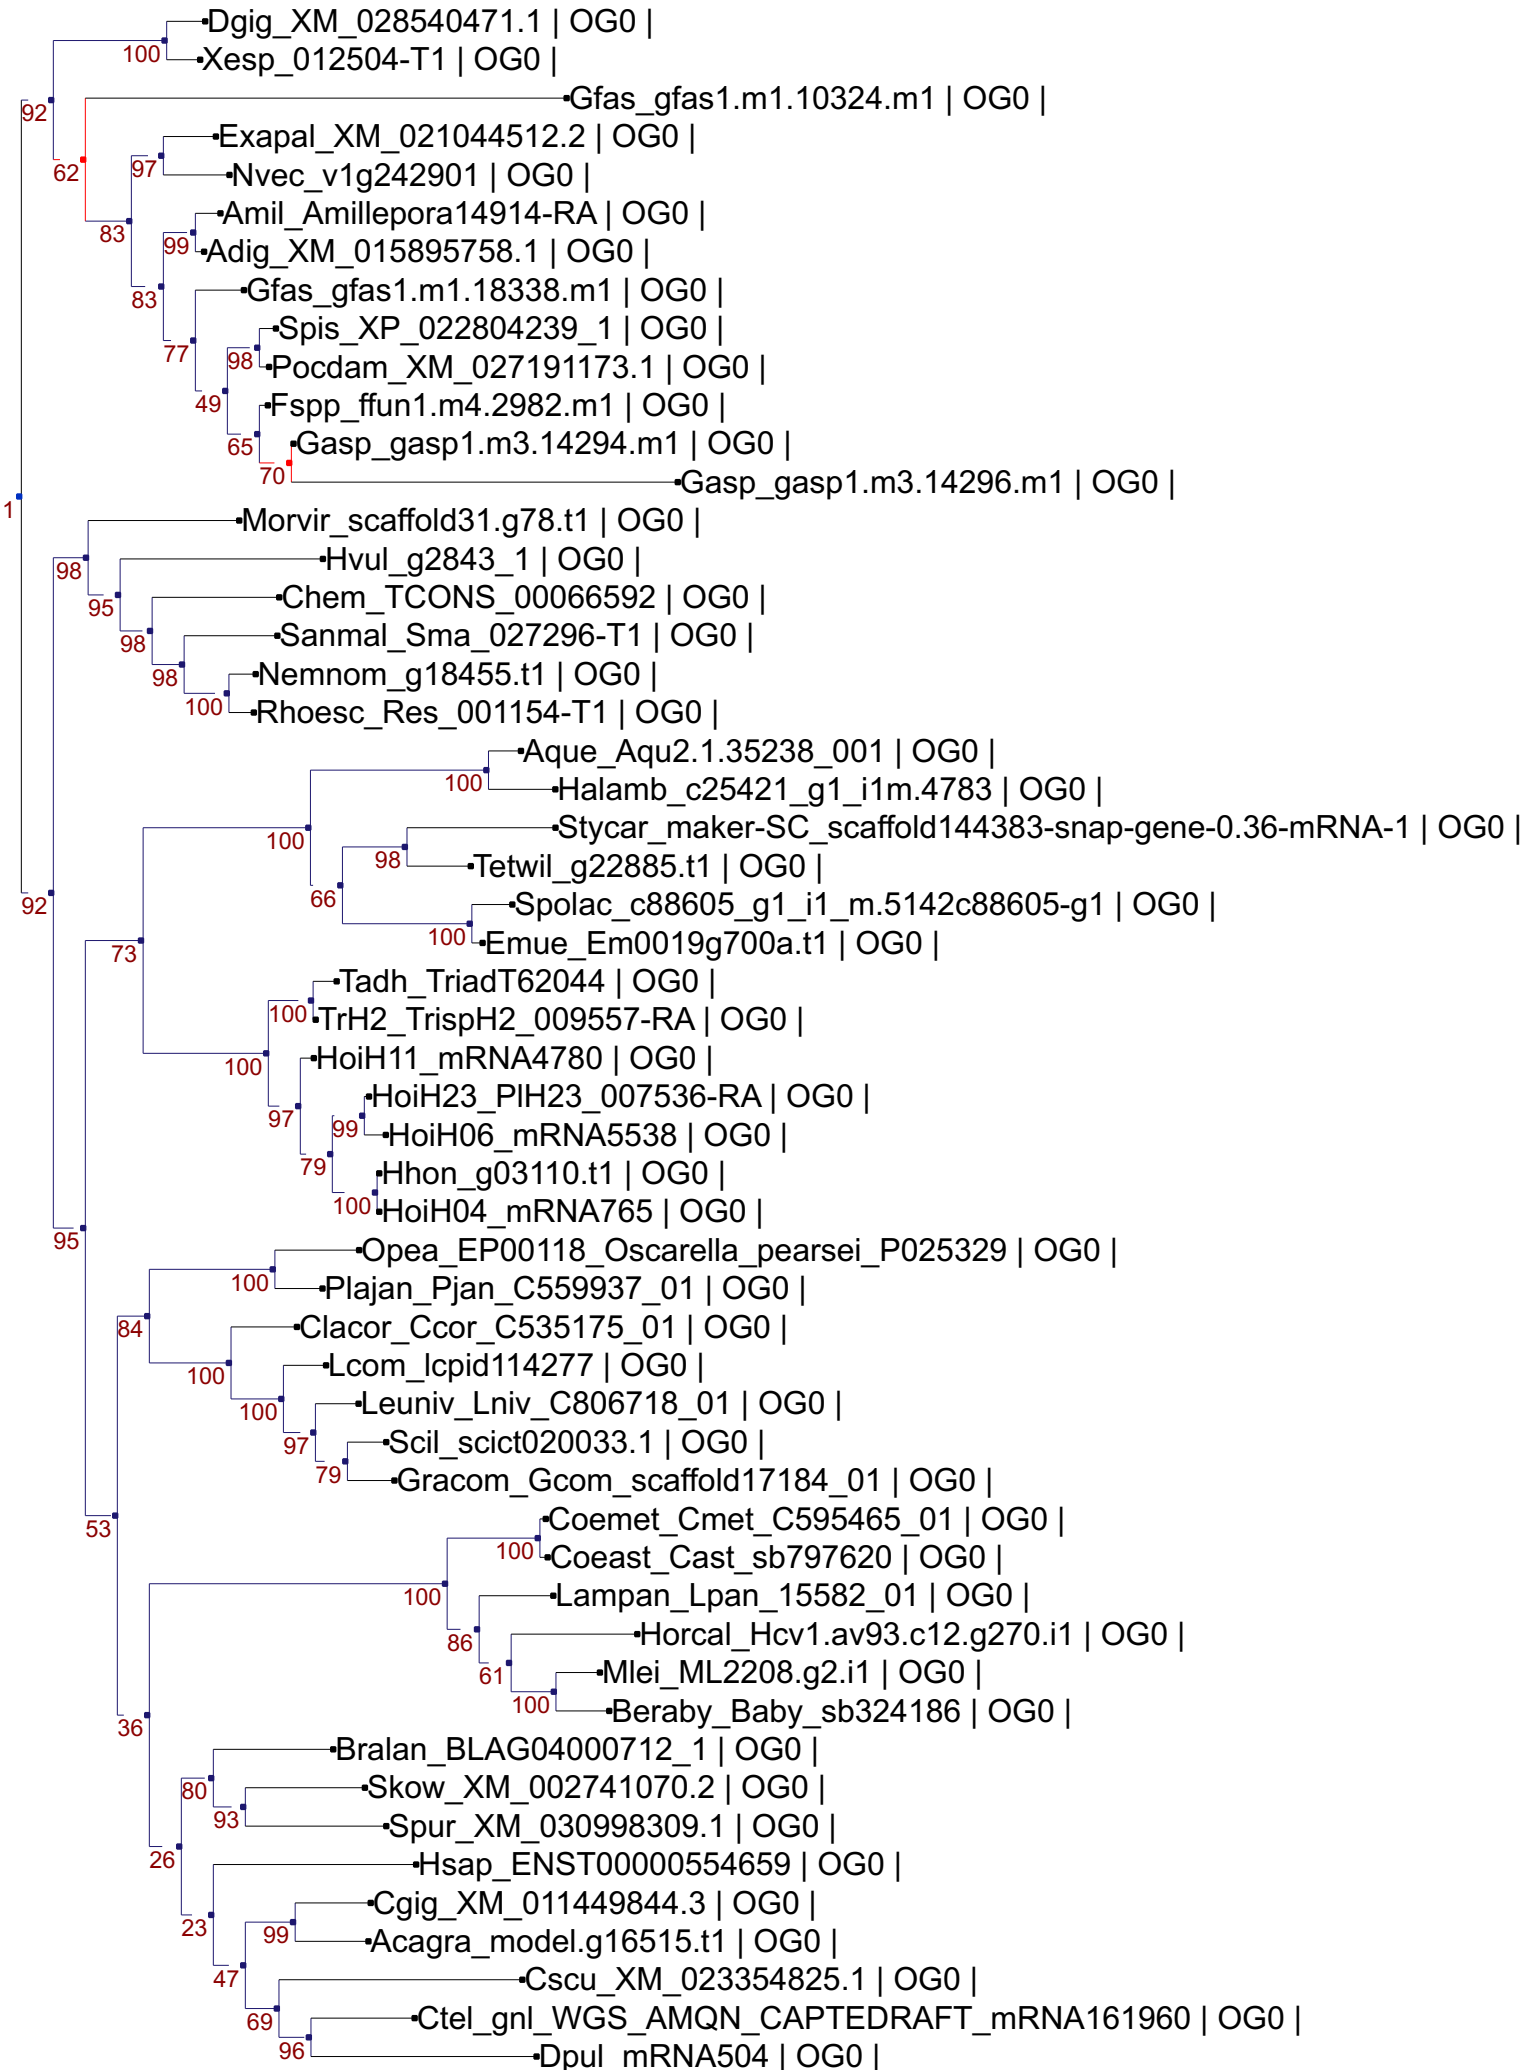 Dgig_XM_028540471.1 | OG0 |
100
Xesp_012504-T1 | OG0 |
92
Gfas_gfas1.m1.10324.m1 | OG0 |
Exapal_XM_021044512.2 | OG0 |
62
97
Nvec_v1g242901 | OG0 |
Amil_Amillepora14914-RA | OG0 |
83
99
Adig_XM_015895758.1 | OG0 |
83
Gfas_gfas1.m1.18338.m1 | OG0 |
Spis_XP_022804239_1 | OG0 |
77
98
Pocdam_XM_027191173.1 | OG0 |
49
Fspp_ffun1.m4.2982.m1 | OG0 |
65
Gasp_gasp1.m3.14294.m1 | OG0 |
70
Gasp_gasp1.m3.14296.m1 | OG0 |
1
Morvir_scaffold31.g78.t1 | OG0 |
98
Hvul_g2843_1 | OG0 |
95
Chem_TCONS_00066592 | OG0 |
98
Sanmal_Sma_027296-T1 | OG0 |
98
Nemnom_g18455.t1 | OG0 |
100
Rhoesc_Res_001154-T1 | OG0 |
Aque_Aqu2.1.35238_001 | OG0 |
100
Halamb_c25421_g1_i1m.4783 | OG0 |
100
Stycar_maker-SC_scaffold144383-snap-gene-0.36-mRNA-1 | OG0 |
98
Tetwil_g22885.t1 | OG0 |
66
92
Spolac_c88605_g1_i1_m.5142c88605-g1 | OG0 |
100
Emue_Em0019g700a.t1 | OG0 |
73
Tadh_TriadT62044 | OG0 |
100
TrH2_TrispH2_009557-RA | OG0 |
100
HoiH11_mRNA4780 | OG0 |
97
HoiH23_PlH23_007536-RA | OG0 |
99
HoiH06_mRNA5538 | OG0 |
79
Hhon_g03110.t1 | OG0 |
100
HoiH04_mRNA765 | OG0 |
95
Opea_EP00118_Oscarella_pearsei_P025329 | OG0 |
100
Plajan_Pjan_C559937_01 | OG0 |
84
Clacor_Ccor_C535175_01 | OG0 |
100
Lcom_lcpid114277 | OG0 |
100
Leuniv_Lniv_C806718_01 | OG0 |
97
Scil_scict020033.1 | OG0 |
79
Gracom_Gcom_scaffold17184_01 | OG0 |
53
Coemet_Cmet_C595465_01 | OG0 |
100
Coeast_Cast_sb797620 | OG0 |
100
Lampan_Lpan_15582_01 | OG0 |
86
Horcal_Hcv1.av93.c12.g270.i1 | OG0 |
61
Mlei_ML2208.g2.i1 | OG0 |
100
Beraby_Baby_sb324186 | OG0 |
36
Bralan_BLAG04000712_1 | OG0 |
80
Skow_XM_002741070.2 | OG0 |
93
Spur_XM_030998309.1 | OG0 |
26
Hsap_ENST00000554659 | OG0 |
23
Cgig_XM_011449844.3 | OG0 |
99
Acagra_model.g16515.t1 | OG0 |
47
Cscu_XM_023354825.1 | OG0 |
69
Ctel_gnl_WGS_AMQN_CAPTEDRAFT_mRNA161960 | OG0 |
96
Dpul_mRNA504 | OG0 |